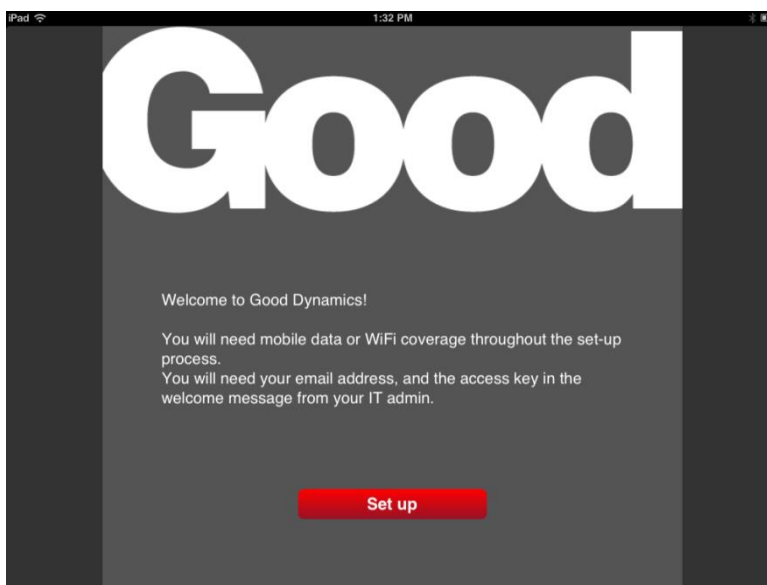 iPad 1:32 PM
Good
Welcome to Good Dynamics!
You will need mobile data or WiFi coverage throughout the set-up
process.
You will need your email address, and the access key in the
welcome message from your IT admin.
Set up